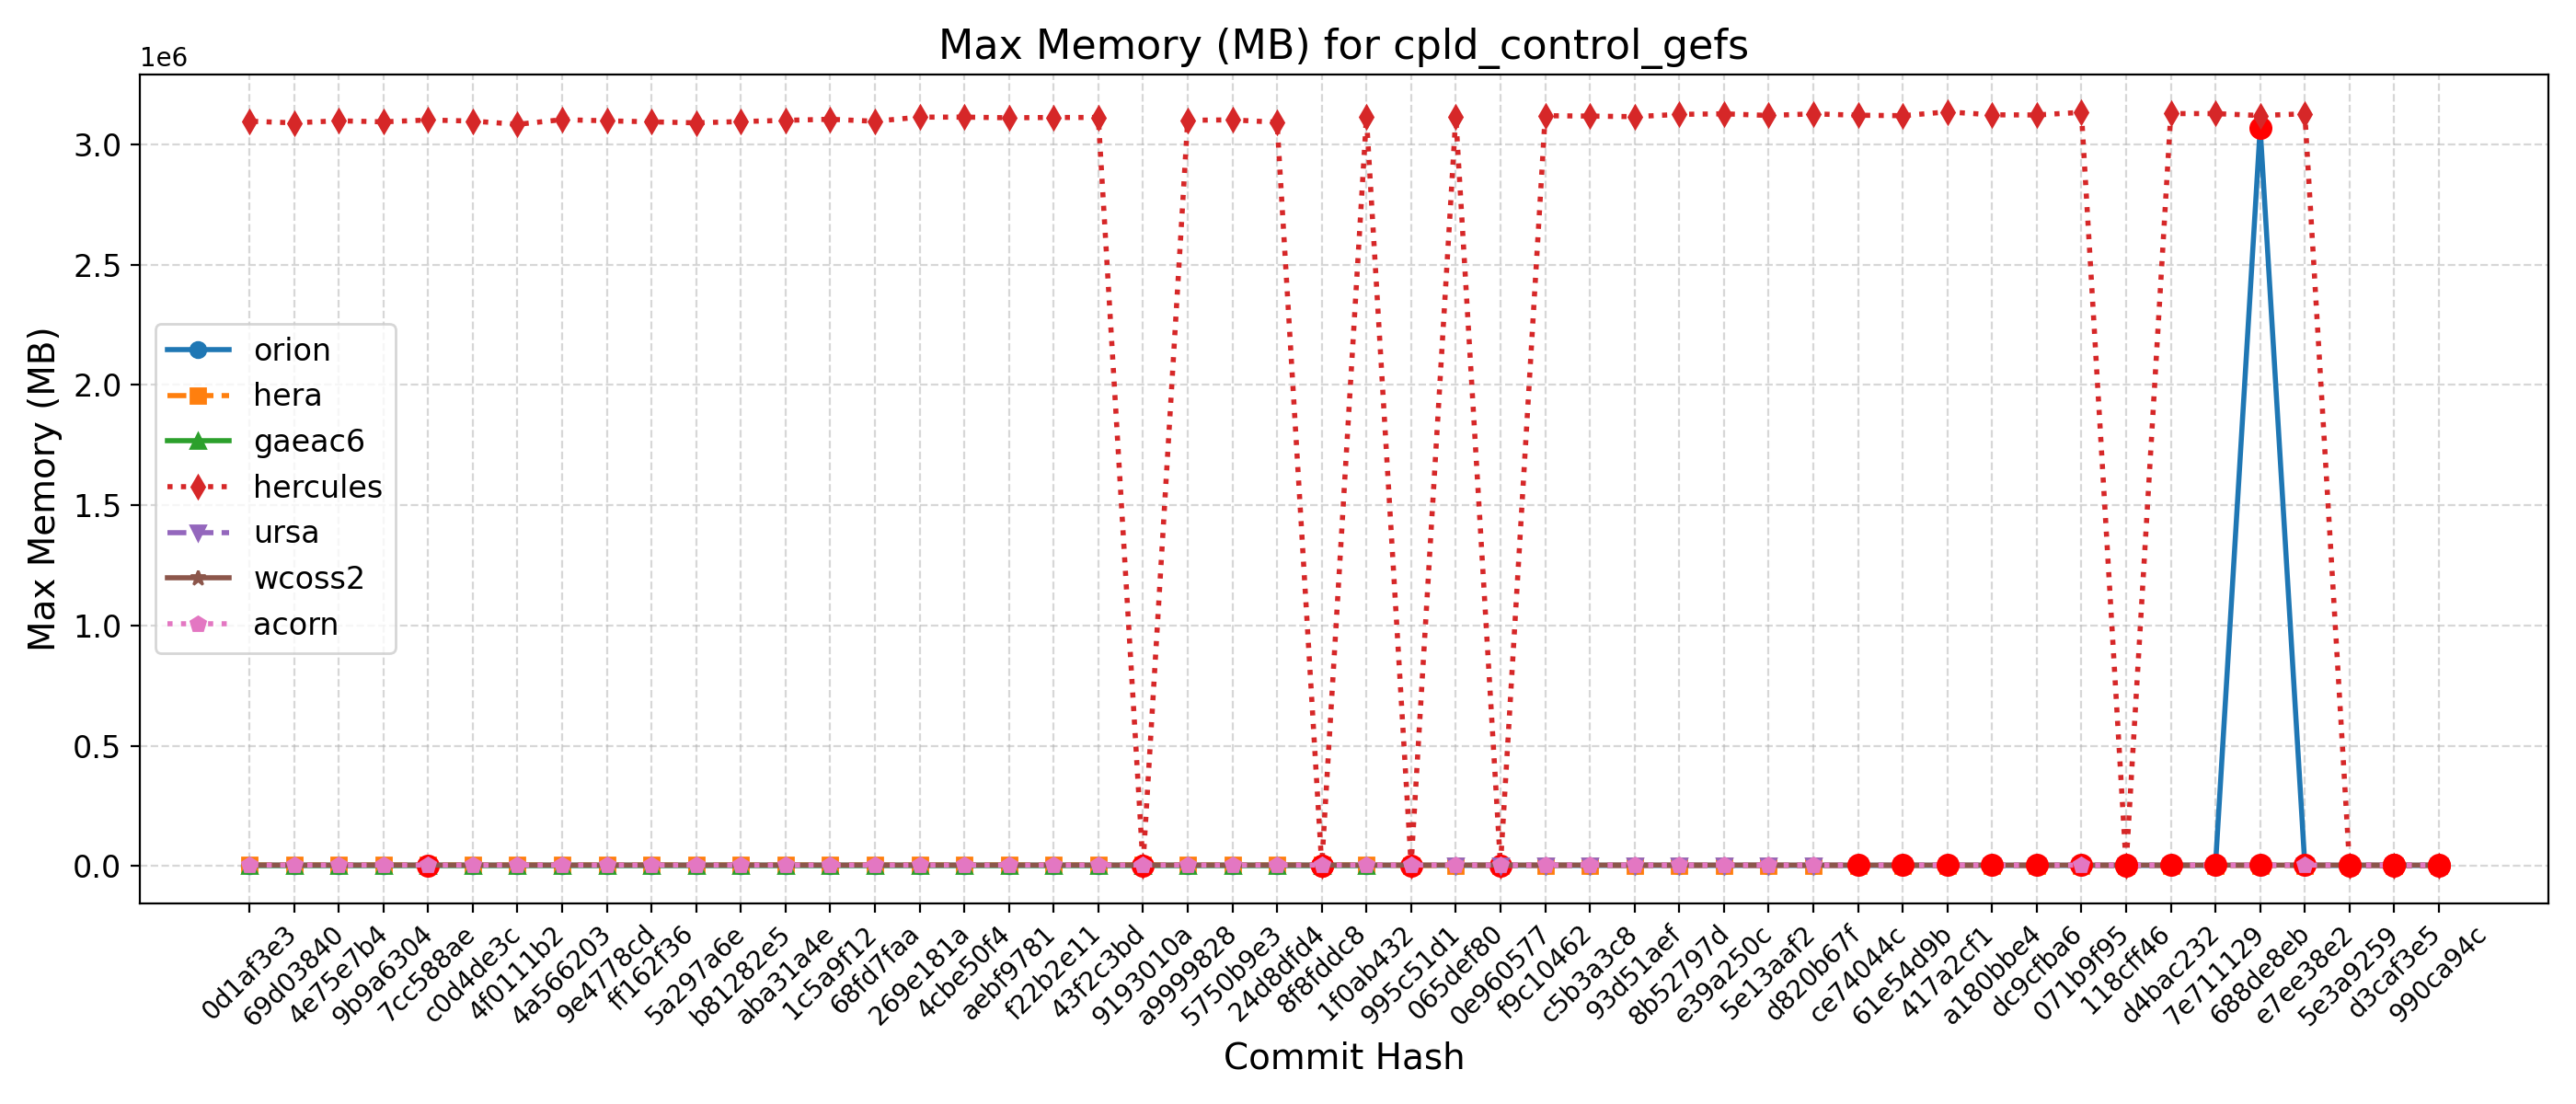 Max Memory (MB) for cpld_control_gefs
1e6
3.0
2.5
2.0
1.5
1.0
0.5
0.0
Max Memory (MB)
orion
hera
gaeac6
hercules
ursa
wcoss2
acorn
0d1af3e3
69d03840
4e75e7b4
9b9a6304
7cc588ae
c0d4de3c
4f0111b2
4a566203
9e4778cd
ff162f36
5a297a6e
b81282e5
aba31a4e
1c5a9f12
68fd7faa
269e181a
4cbe50f4
aebf9781
f22b2e11
43f2c3bd
9193010a
a9999828
5750b9e3
24d8dfd4
8f8fddc8
1f0ab432
995c51d1
065def80
0e960577
f9c10462
c5b3a3c8
93d51aef
8b52797d
e39a250c
5e13aaf2
d820b67f
ce74044c
61e54d9b
417a2cf1
a180bbe4
dc9cfba6
071b9f95
118cff46
d4bac232
7e711129
688de8eb
e7ee38e2
5e3a9259
d3caf3e5
990ca94c
Commit Hash